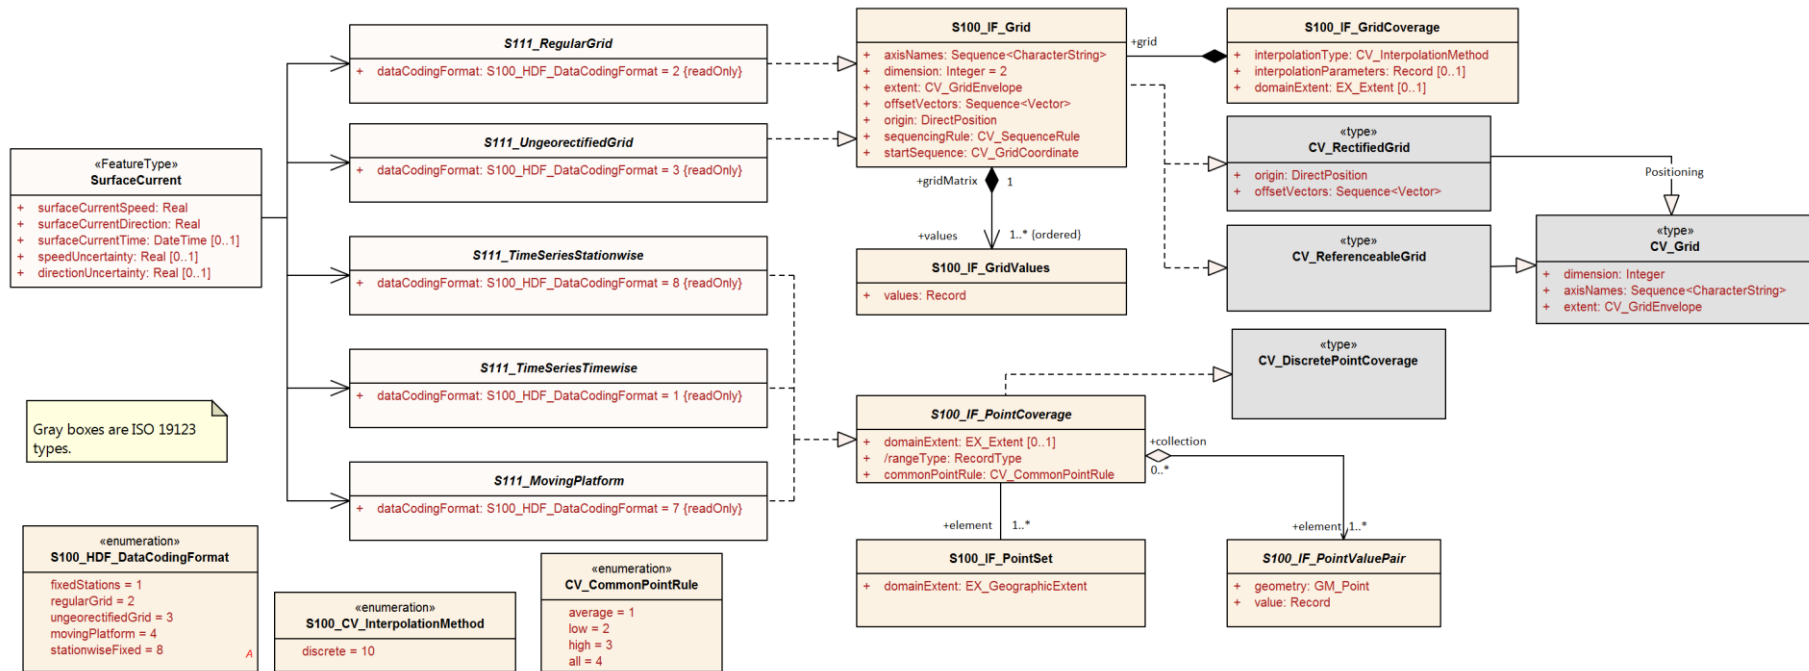 «FeatureType»
SurfaceCurrent
+ surfaceCurrentSpeed: Real
+ surfaceCurrentDirection: Real
+ surfaceCurrentTime: DateTime [0..1]
+ speedUncertainty: Real [0..1]
+ directionUncertainty: Real [0..1]
S111_RegularGrid
+ dataCodingFormat: S100_HDF_DataCodingFormat = 2 {readOnly}
S111_UngeorectifiedGrid
+ dataCodingFormat: S100_HDF_DataCodingFormat = 3 {readOnly}
S111_TimeSeriesStationwise
+ dataCodingFormat: S100_HDF_DataCodingFormat = 8 {readOnly}
S111_TimeSeriesTimewise
+ dataCodingFormat: S100_HDF_DataCodingFormat = 1 {readOnly}
S111_MovingPlatform
+ dataCodingFormat: S100_HDF_DataCodingFormat = 7 {readOnly}
S100_IF_Grid
+ axisNames: Sequence<CharacterString>
+ dimension: Integer = 2
+ extent: CV_GridEnvelope
+ offsetVectors: Sequence<Vector>
+ origin: DirectPosition
+ sequencingRule: CV_SequenceRule
+ startSequence: CV_GridCoordinate
+grid
S100_IF_GridCoverage
+ interpolationType: CV_InterpolationMethod
+ interpolationParameters: Record [0..1]
+ domainExtent: EX_Extent [0..1]
+gridMatrix
1
+values
1..* {ordered}
S100_IF_GridValues
+ values: Record
«type»
CV_RectifiedGrid
+ origin: DirectPosition
+ offsetVectors: Sequence<Vector>
Positioning
«type»
CV_ReferenceableGrid
«type»
CV_Grid
+ dimension: Integer
+ axisNames: Sequence<CharacterString>
+ extent: CV_GridEnvelope
«type»
CV_DiscretePointCoverage
S100_IF_PointCoverage
+ domainExtent: EX_Extent [0..1]
+ /rangeType: RecordType
+ commonPointRule: CV_CommonPointRule
+collection
0..*
+element
1..*
S100_IF_PointSet
+ domainExtent: EX_GeographicExtent
+element
1..*
S100_IF_PointValuePair
+ geometry: GM_Point
+ value: Record
Gray boxes are ISO 19123
types.
«enumeration»
S100_HDF_DataCodingFormat
fixedStations = 1
regularGrid = 2
ungeorectifiedGrid = 3
movingPlatform = 4
stationwiseFixed = 8
A
«enumeration»
S100_CV_InterpolationMethod
discrete = 10
«enumeration»
CV_CommonPointRule
average = 1
low = 2
high = 3
all = 4